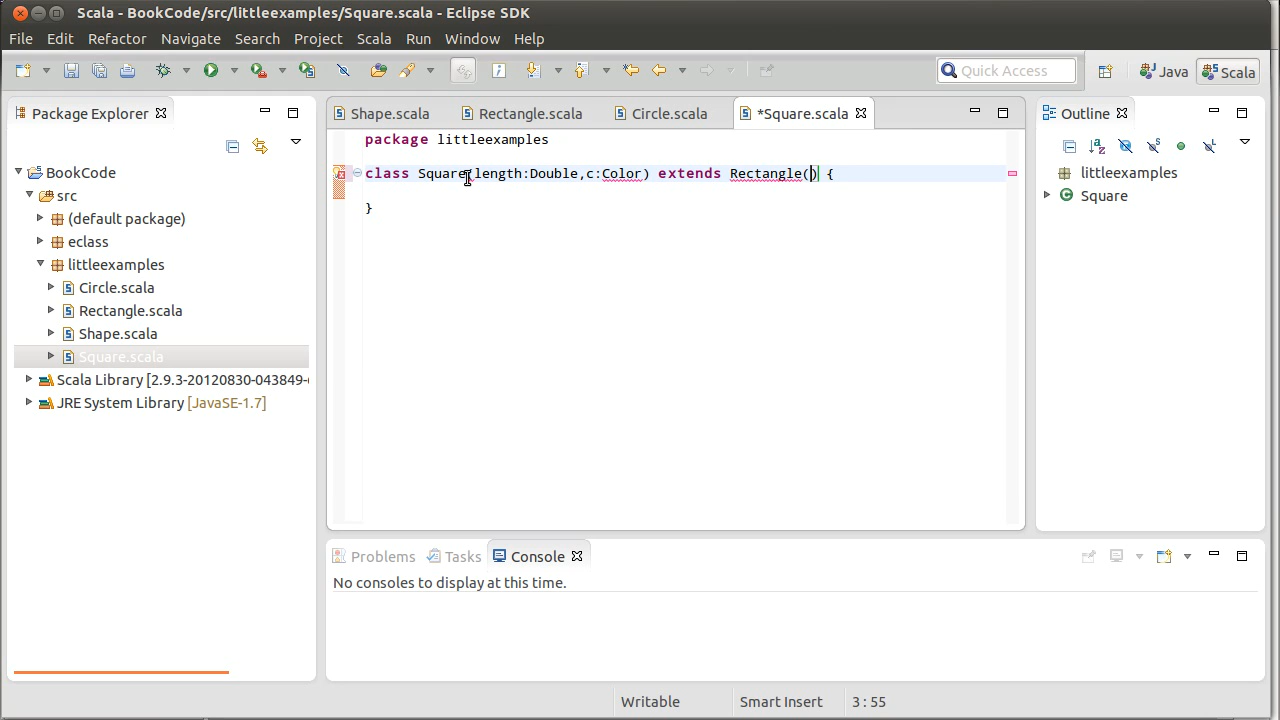 Scala - BookCode/src/littleexamples/Square.scala - Eclipse SDK
File Edit Refactor Navigate Search Project Scala Run Window Help
Quick Access
Java
Scala
Package Explorer
BookCode
src
(default package)
eclass
littleexamples
Circle.scala
Rectangle.scala
Shape.scala
Square.scala
Scala Library [2.9.3-20120830-043849-
JRE System Library [JavaSE-1.7]
Shape.scala Rectangle.scala Circle.scala *Square.scala
package littleexamples
class Square(length:Double,c:Color) extends Rectangle() {
}
Outline
littleexamples
Square
Problems Tasks Console
No consoles to display at this time.
Writable Smart Insert 3 : 55